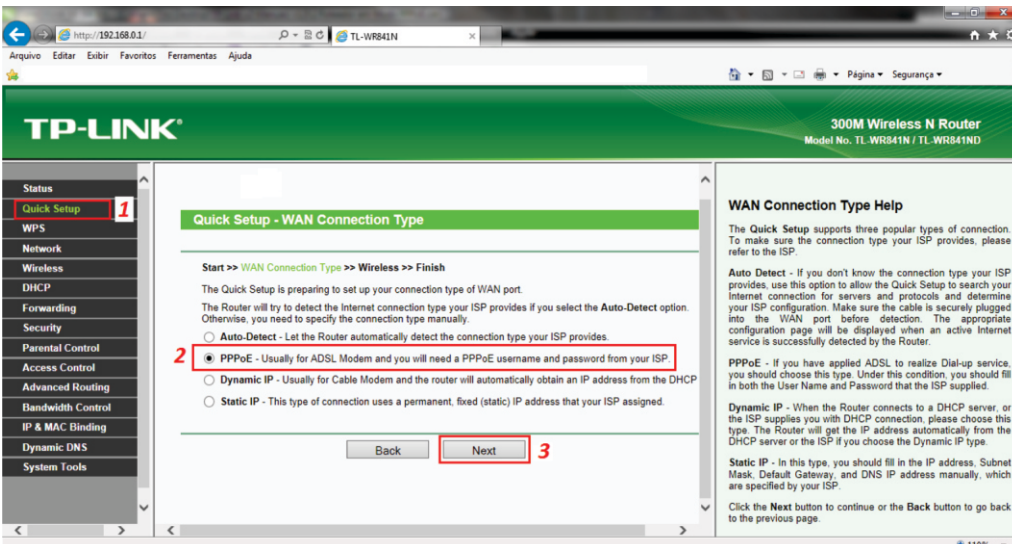 http://192.168.0.1/
TL-WR841N
Arquivo Editar Exibir Favoritos Ferramentas Ajuda
Página Segurança
TP-LINK®
300M Wireless N Router
Model No. TL-WR841N / TL-WR841ND
Status
Quick Setup 1
WPS
Network
Wireless
DHCP
Forwarding
Security
Parental Control
Access Control
Advanced Routing
Bandwidth Control
IP & MAC Binding
Dynamic DNS
System Tools
Quick Setup - WAN Connection Type
Start >> WAN Connection Type >> Wireless >> Finish
The Quick Setup is preparing to set up your connection type of WAN port.
The Router will try to detect the Internet connection type your ISP provides if you select the Auto-Detect option.
Otherwise, you need to specify the connection type manually.
Auto-Detect - Let the Router automatically detect the connection type your ISP provides.
2 PPPoE - Usually for ADSL Modem and you will need a PPPoE username and password from your ISP.
Dynamic IP - Usually for Cable Modem and the router will automatically obtain an IP address from the DHCP
Static IP - This type of connection uses a permanent, fixed (static) IP address that your ISP assigned.
Back Next 3
WAN Connection Type Help
The Quick Setup supports three popular types of connection.
To make sure the connection type your ISP provides, please
refer to the ISP.
Auto Detect - If you don't know the connection type your ISP
provides, use this option to allow the Quick Setup to search your
Internet connection for servers and protocols and determine
your ISP configuration. Make sure the cable is securely plugged
into the WAN port before detection. The appropriate
configuration page will be displayed when an active Internet
service is successfully detected by the Router.
PPPoE - If you have applied ADSL to realize Dial-up service,
you should choose this type. Under this condition, you should fill
in both the User Name and Password that the ISP supplied.
Dynamic IP - When the Router connects to a DHCP server, or
the ISP supplies you with DHCP connection, please choose this
type. The Router will get the IP address automatically from the
DHCP server or the ISP if you choose the Dynamic IP type.
Static IP - In this type, you should fill in the IP address, Subnet
Mask, Default Gateway, and DNS IP address manually, which
are specified by your ISP.
Click the Next button to continue or the Back button to go back
to the previous page.